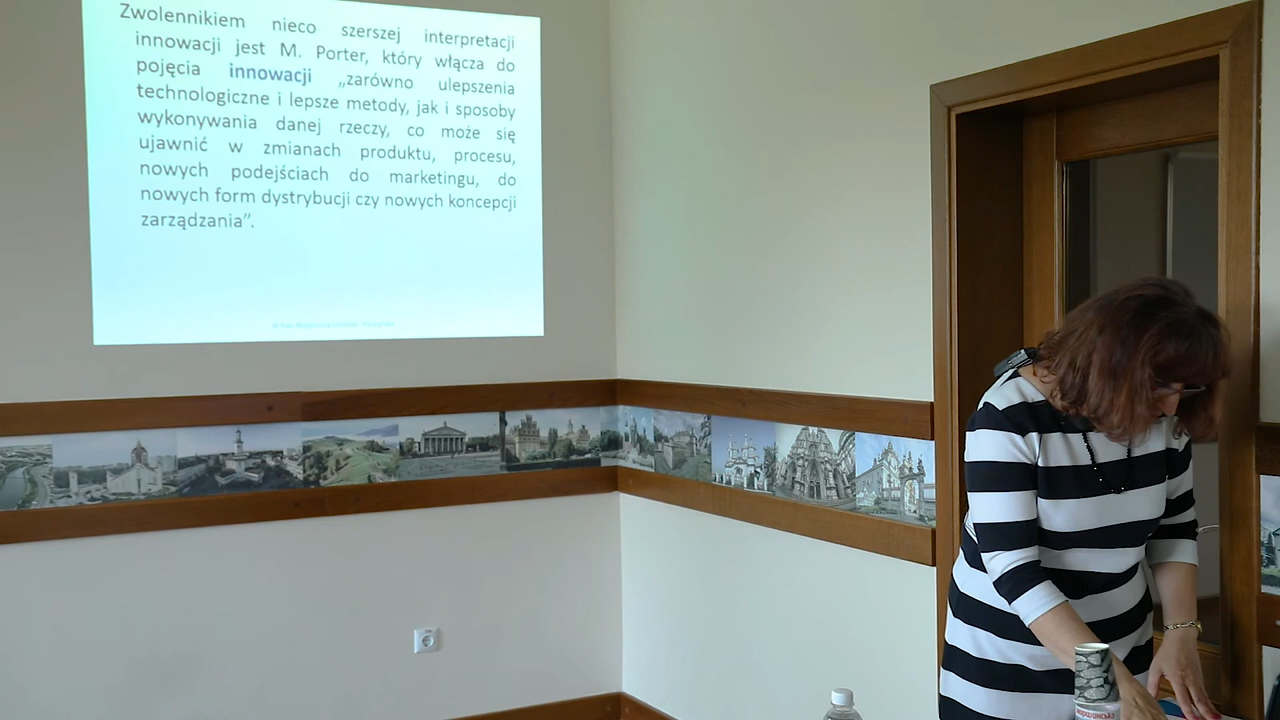 Zwolennikiem nieco szerszej interpretacji
innowacji jest M. Porter, który włącza do
pojęcia innowacji „zarówno ulepszenia
technologiczne i lepsze metody, jak i sposoby
wykonywania danej rzeczy, co może się
ujawnić w zmianach produktu, procesu,
nowych podejściach do marketingu, do
nowych form dystrybucji czy nowych koncepcji
zarządzania”.